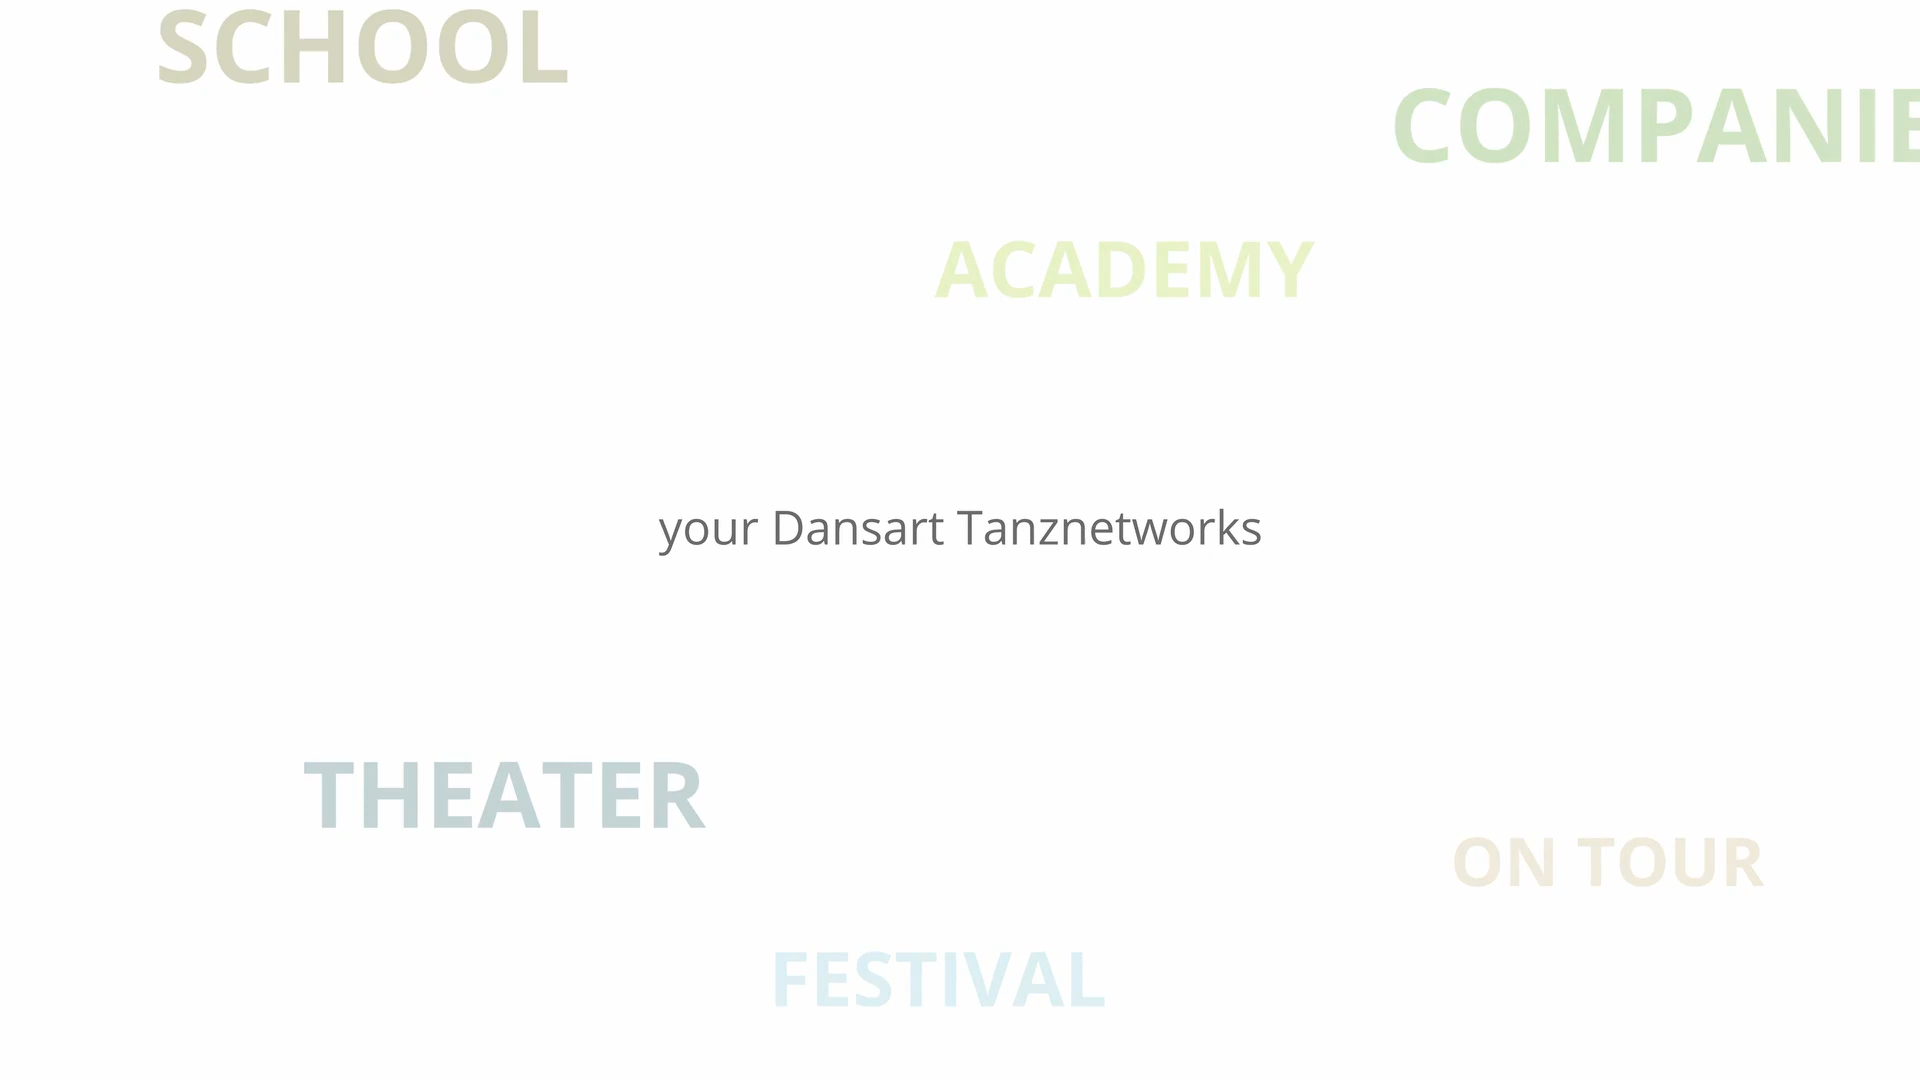 SCHOOL
COMPANIE
ACADEMY
your Dansart Tanznetworks
THEATER
ON TOUR
FESTIVAL